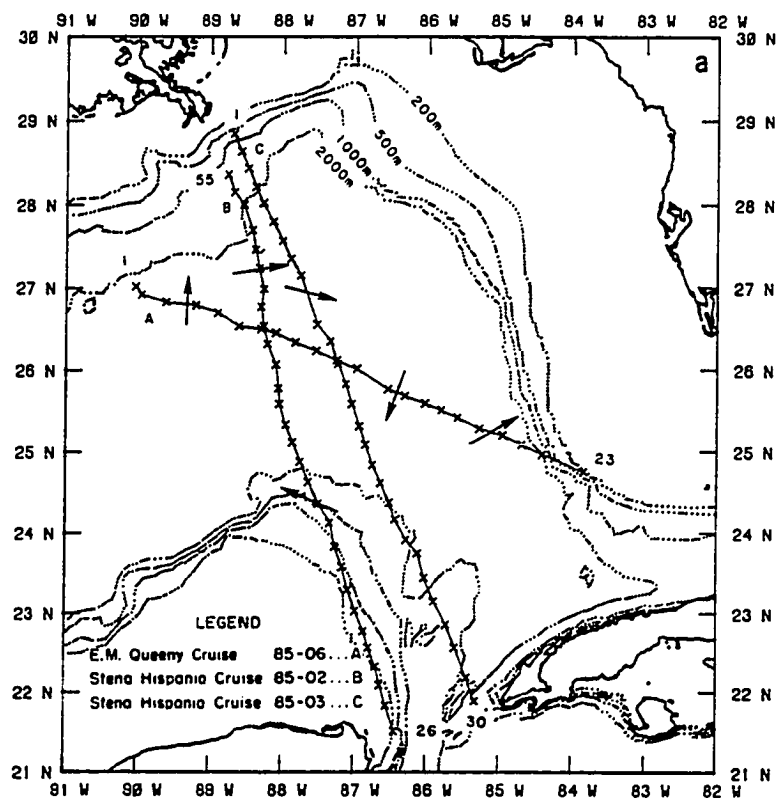 91 W 90 W 89 W 88 W 87 W 86 W 85 W 84 W 83 W 82 W
30 N 30 N
a
29 N 29 N
200m
500m
1000m
2000m
1
C
55
28 N 28 N
B
1
27 N 27 N
A
26 N 26 N
25 N 25 N
23
24 N 24 N
23 N 23 N
LEGEND
E.M. Queeny Cruise 85-06...A
Stena Hispania Cruise 85-02...B
Stena Hispania Cruise 85-03...C
22 N 22 N
26 30
21 N 21 N
91 W 90 W 89 W 88 W 87 W 86 W 85 W 84 W 83 W 82 W